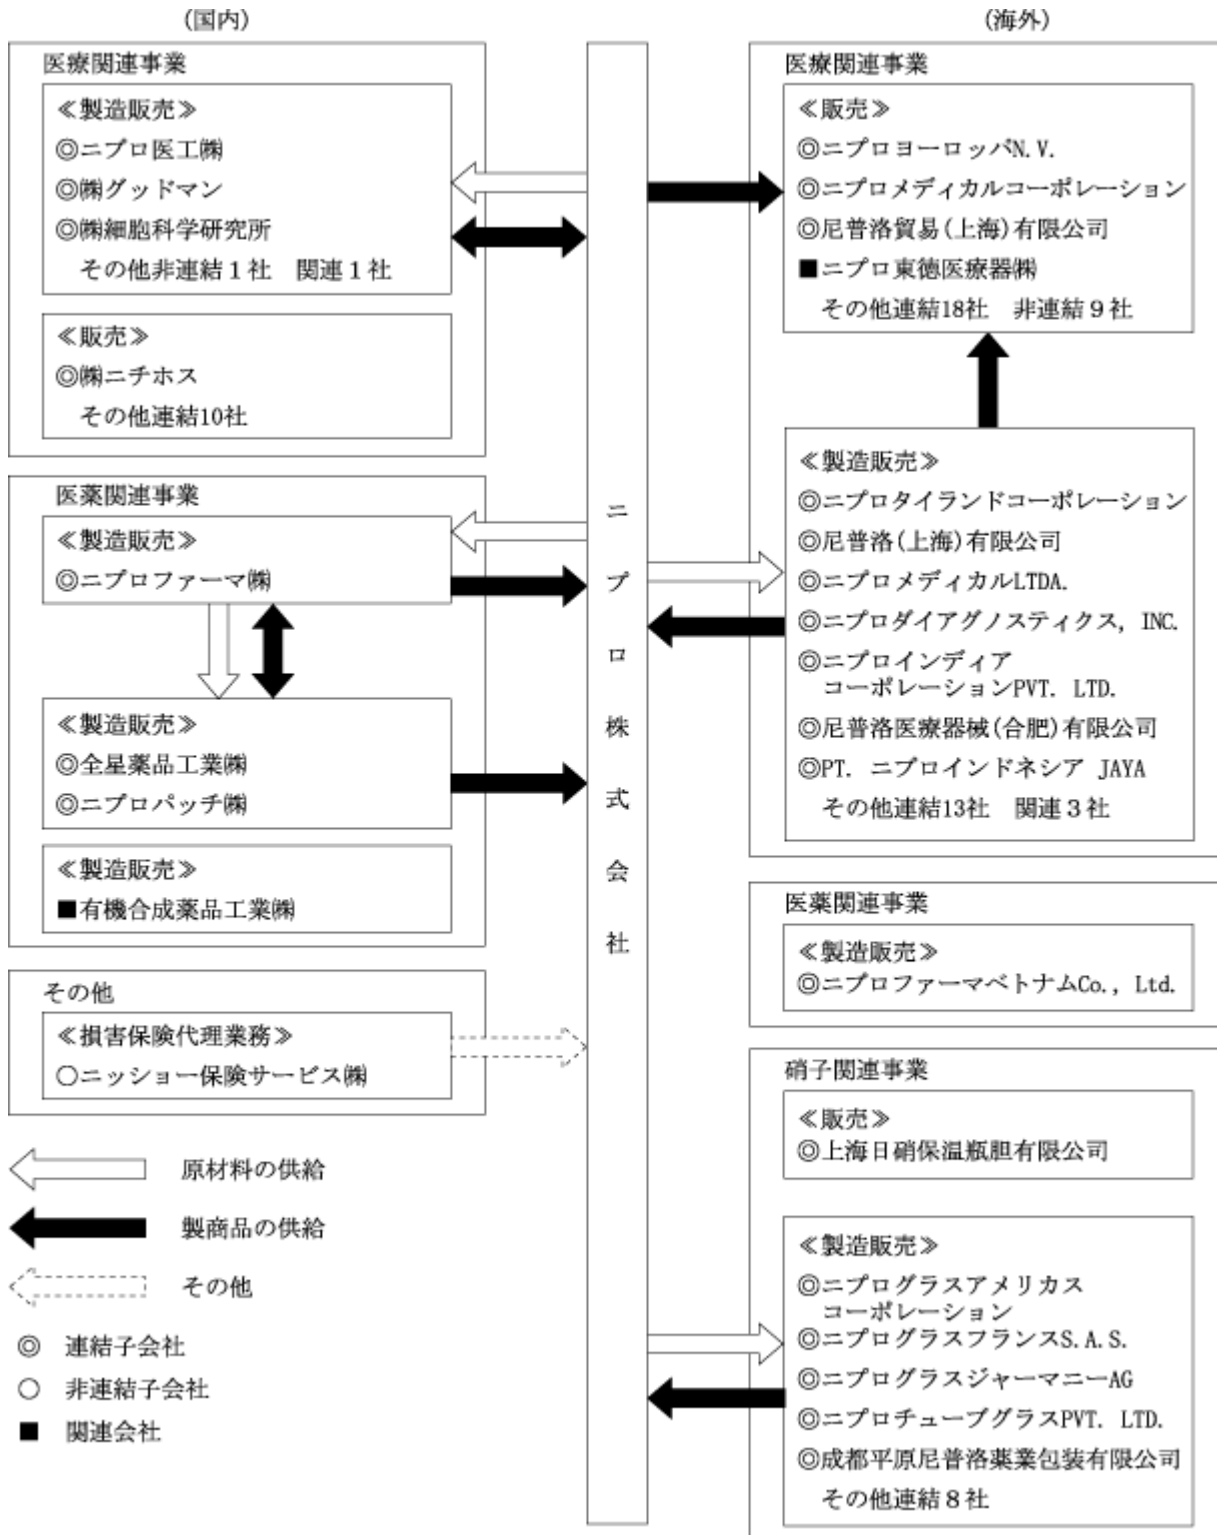 (国内)
医療関連事業
≪製造販売≫
◎ニプロ医工㈱
◎㈱グッドマン
◎㈱細胞科学研究所
その他非連結１社　関連１社
≪販売≫
◎㈱ニチホス
その他連結10社
医薬関連事業
≪製造販売≫
◎ニプロファーマ㈱
≪製造販売≫
◎全星薬品工業㈱
◎ニプロパッチ㈱
≪製造販売≫
■有機合成薬品工業㈱
その他
≪損害保険代理業務≫
○ニッショー保険サービス㈱
原材料の供給
製商品の供給
その他
◎　連結子会社
○　非連結子会社
■　関連会社
ニプロ株式会社
(海外)
医療関連事業
≪販売≫
◎ニプロヨーロッパN.V.
◎ニプロメディカルコーポレーション
◎尼普洛貿易(上海)有限公司
■ニプロ東徳医療器㈱
その他連結18社　非連結９社
≪製造販売≫
◎ニプロタイランドコーポレーション
◎尼普洛(上海)有限公司
◎ニプロメディカルLTDA.
◎ニプロダイアグノスティクス, INC.
◎ニプロインディア
コーポレーションPVT. LTD.
◎尼普洛医療器械(合肥)有限公司
◎PT. ニプロインドネシア JAYA
その他連結13社　関連３社
医薬関連事業
≪製造販売≫
◎ニプロファーマベトナムCo., Ltd.
硝子関連事業
≪販売≫
◎上海日硝保温瓶胆有限公司
≪製造販売≫
◎ニプログラスアメリカス
コーポレーション
◎ニプログラスフランスS.A.S.
◎ニプログラスジャーマニーAG
◎ニプロチューブグラスPVT. LTD.
◎成都平原尼普洛薬業包装有限公司
その他連結８社